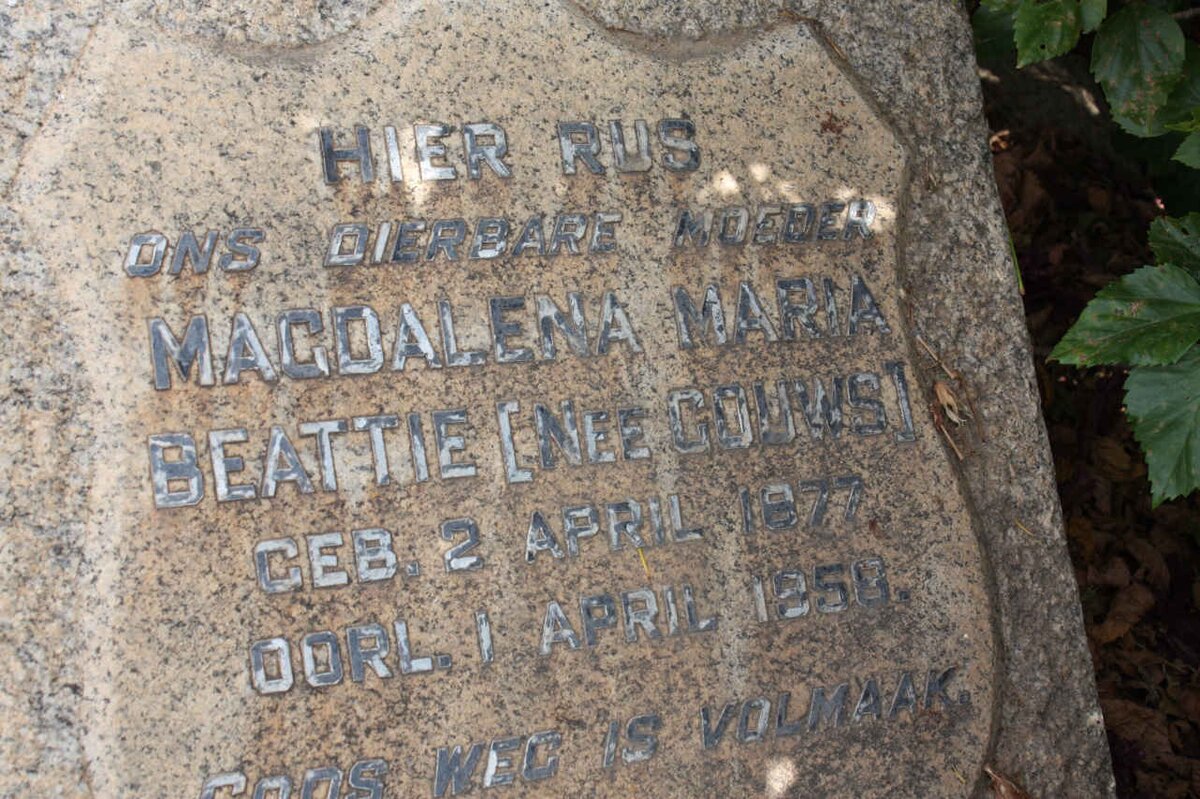 HIER RUS
ONS DIERBARE MOEDER
MAGDALENA MARIA
BEATTIE [NEE GOUWS]
GEB. 2 APRIL 1877
OORL. 1 APRIL 1958.
GODS WEG IS VOLMAAK.